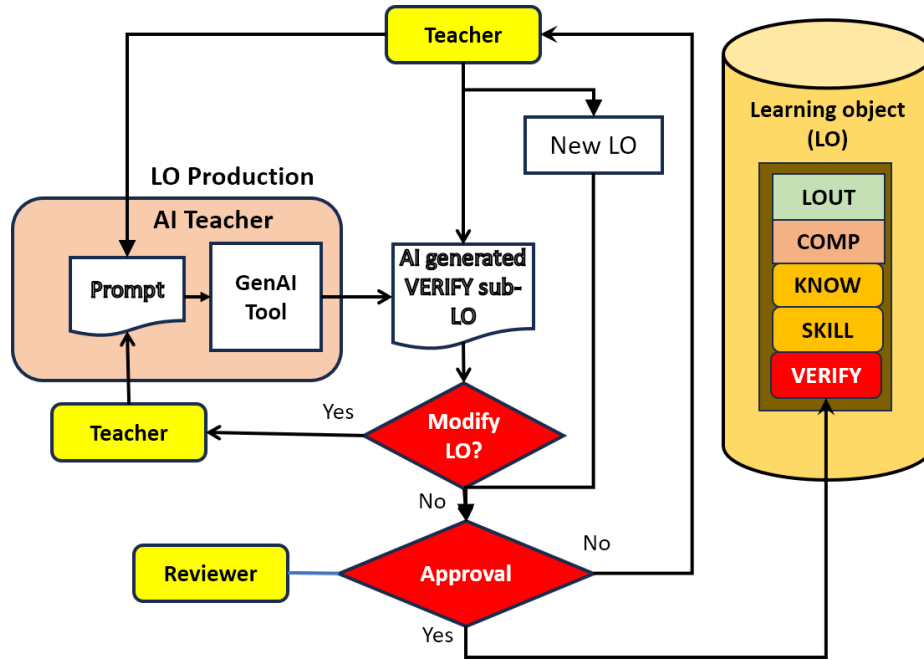 Teacher
Learning object
(LO)
New LO
LO Production
AI Teacher
LOUT
COMP
KNOW
SKILL
VERIFY
Prompt
GenAI
Tool
AI generated
VERIFY sub-
LO
Yes
Teacher
Modify
LO?
No
No
Reviewer
Approval
Yes